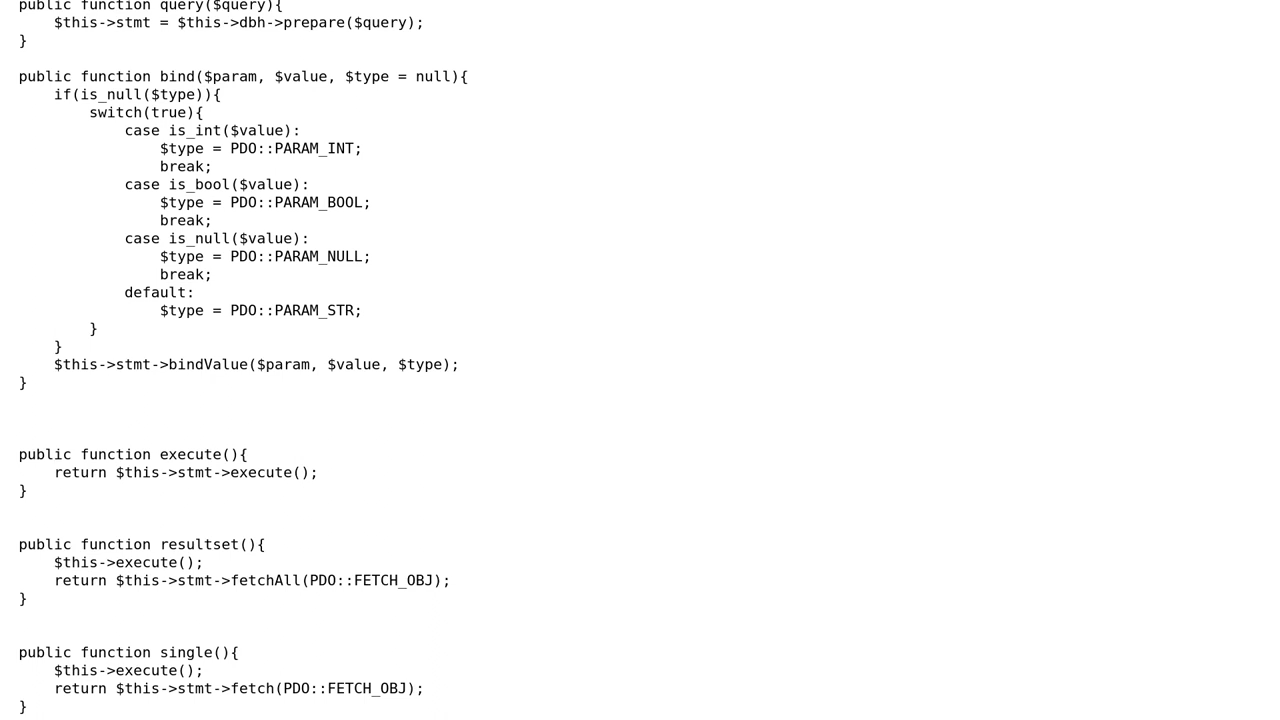 public function query($query){
    $this->stmt = $this->dbh->prepare($query);
}
public function bind($param, $value, $type = null){
    if(is_null($type)){
        switch(true){
            case is_int($value):
                $type = PDO::PARAM_INT;
                break;
            case is_bool($value):
                $type = PDO::PARAM_BOOL;
                break;
            case is_null($value):
                $type = PDO::PARAM_NULL;
                break;
            default:
                $type = PDO::PARAM_STR;
        }
    }
    $this->stmt->bindValue($param, $value, $type);
}
public function execute(){
    return $this->stmt->execute();
}
public function resultset(){
    $this->execute();
    return $this->stmt->fetchAll(PDO::FETCH_OBJ);
}
public function single(){
    $this->execute();
    return $this->stmt->fetch(PDO::FETCH_OBJ);
}